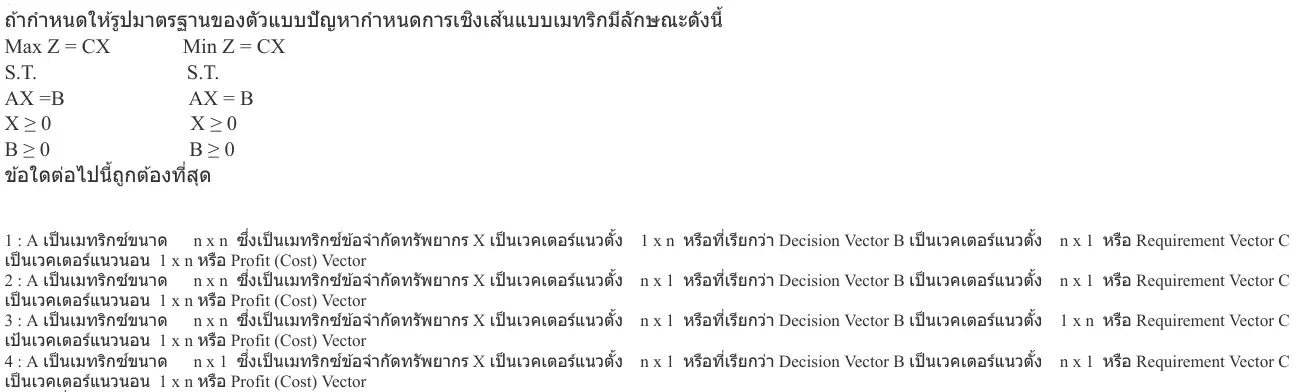 ถ้ากำหนดให้รูปมาตรฐานของตัวแบบปัญหากำหนดการเชิงเส้นแบบเมทริกมีลักษณะดังนี้
Max Z = CX Min Z = CX
S.T. S.T.
AX =B AX = B
X ≥ 0 X ≥ 0
B ≥ 0 B ≥ 0
ข้อใดต่อไปนี้ถูกต้องที่สุด
1 : A เป็นเมทริกซ์ขนาด n x n ซึ่งเป็นเมทริกซ์ข้อจำกัดทรัพยากร X เป็นเวคเตอร์แนวตั้ง 1 x n หรือที่เรียกว่า Decision Vector B เป็นเวคเตอร์แนวตั้ง n x 1 หรือ Requirement Vector C
เป็นเวคเตอร์แนวนอน 1 x n หรือ Profit (Cost) Vector
2 : A เป็นเมทริกซ์ขนาด n x n ซึ่งเป็นเมทริกซ์ข้อจำกัดทรัพยากร X เป็นเวคเตอร์แนวตั้ง n x 1 หรือที่เรียกว่า Decision Vector B เป็นเวคเตอร์แนวตั้ง n x 1 หรือ Requirement Vector C
เป็นเวคเตอร์แนวนอน 1 x n หรือ Profit (Cost) Vector
3 : A เป็นเมทริกซ์ขนาด n x n ซึ่งเป็นเมทริกซ์ข้อจำกัดทรัพยากร X เป็นเวคเตอร์แนวตั้ง n x 1 หรือที่เรียกว่า Decision Vector B เป็นเวคเตอร์แนวตั้ง 1 x n หรือ Requirement Vector C
เป็นเวคเตอร์แนวนอน 1 x n หรือ Profit (Cost) Vector
4 : A เป็นเมทริกซ์ขนาด n x 1 ซึ่งเป็นเมทริกซ์ข้อจำกัดทรัพยากร X เป็นเวคเตอร์แนวตั้ง n x 1 หรือที่เรียกว่า Decision Vector B เป็นเวคเตอร์แนวตั้ง n x 1 หรือ Requirement Vector C
เป็นเวคเตอร์แนวนอน 1 x n หรือ Profit (Cost) Vector